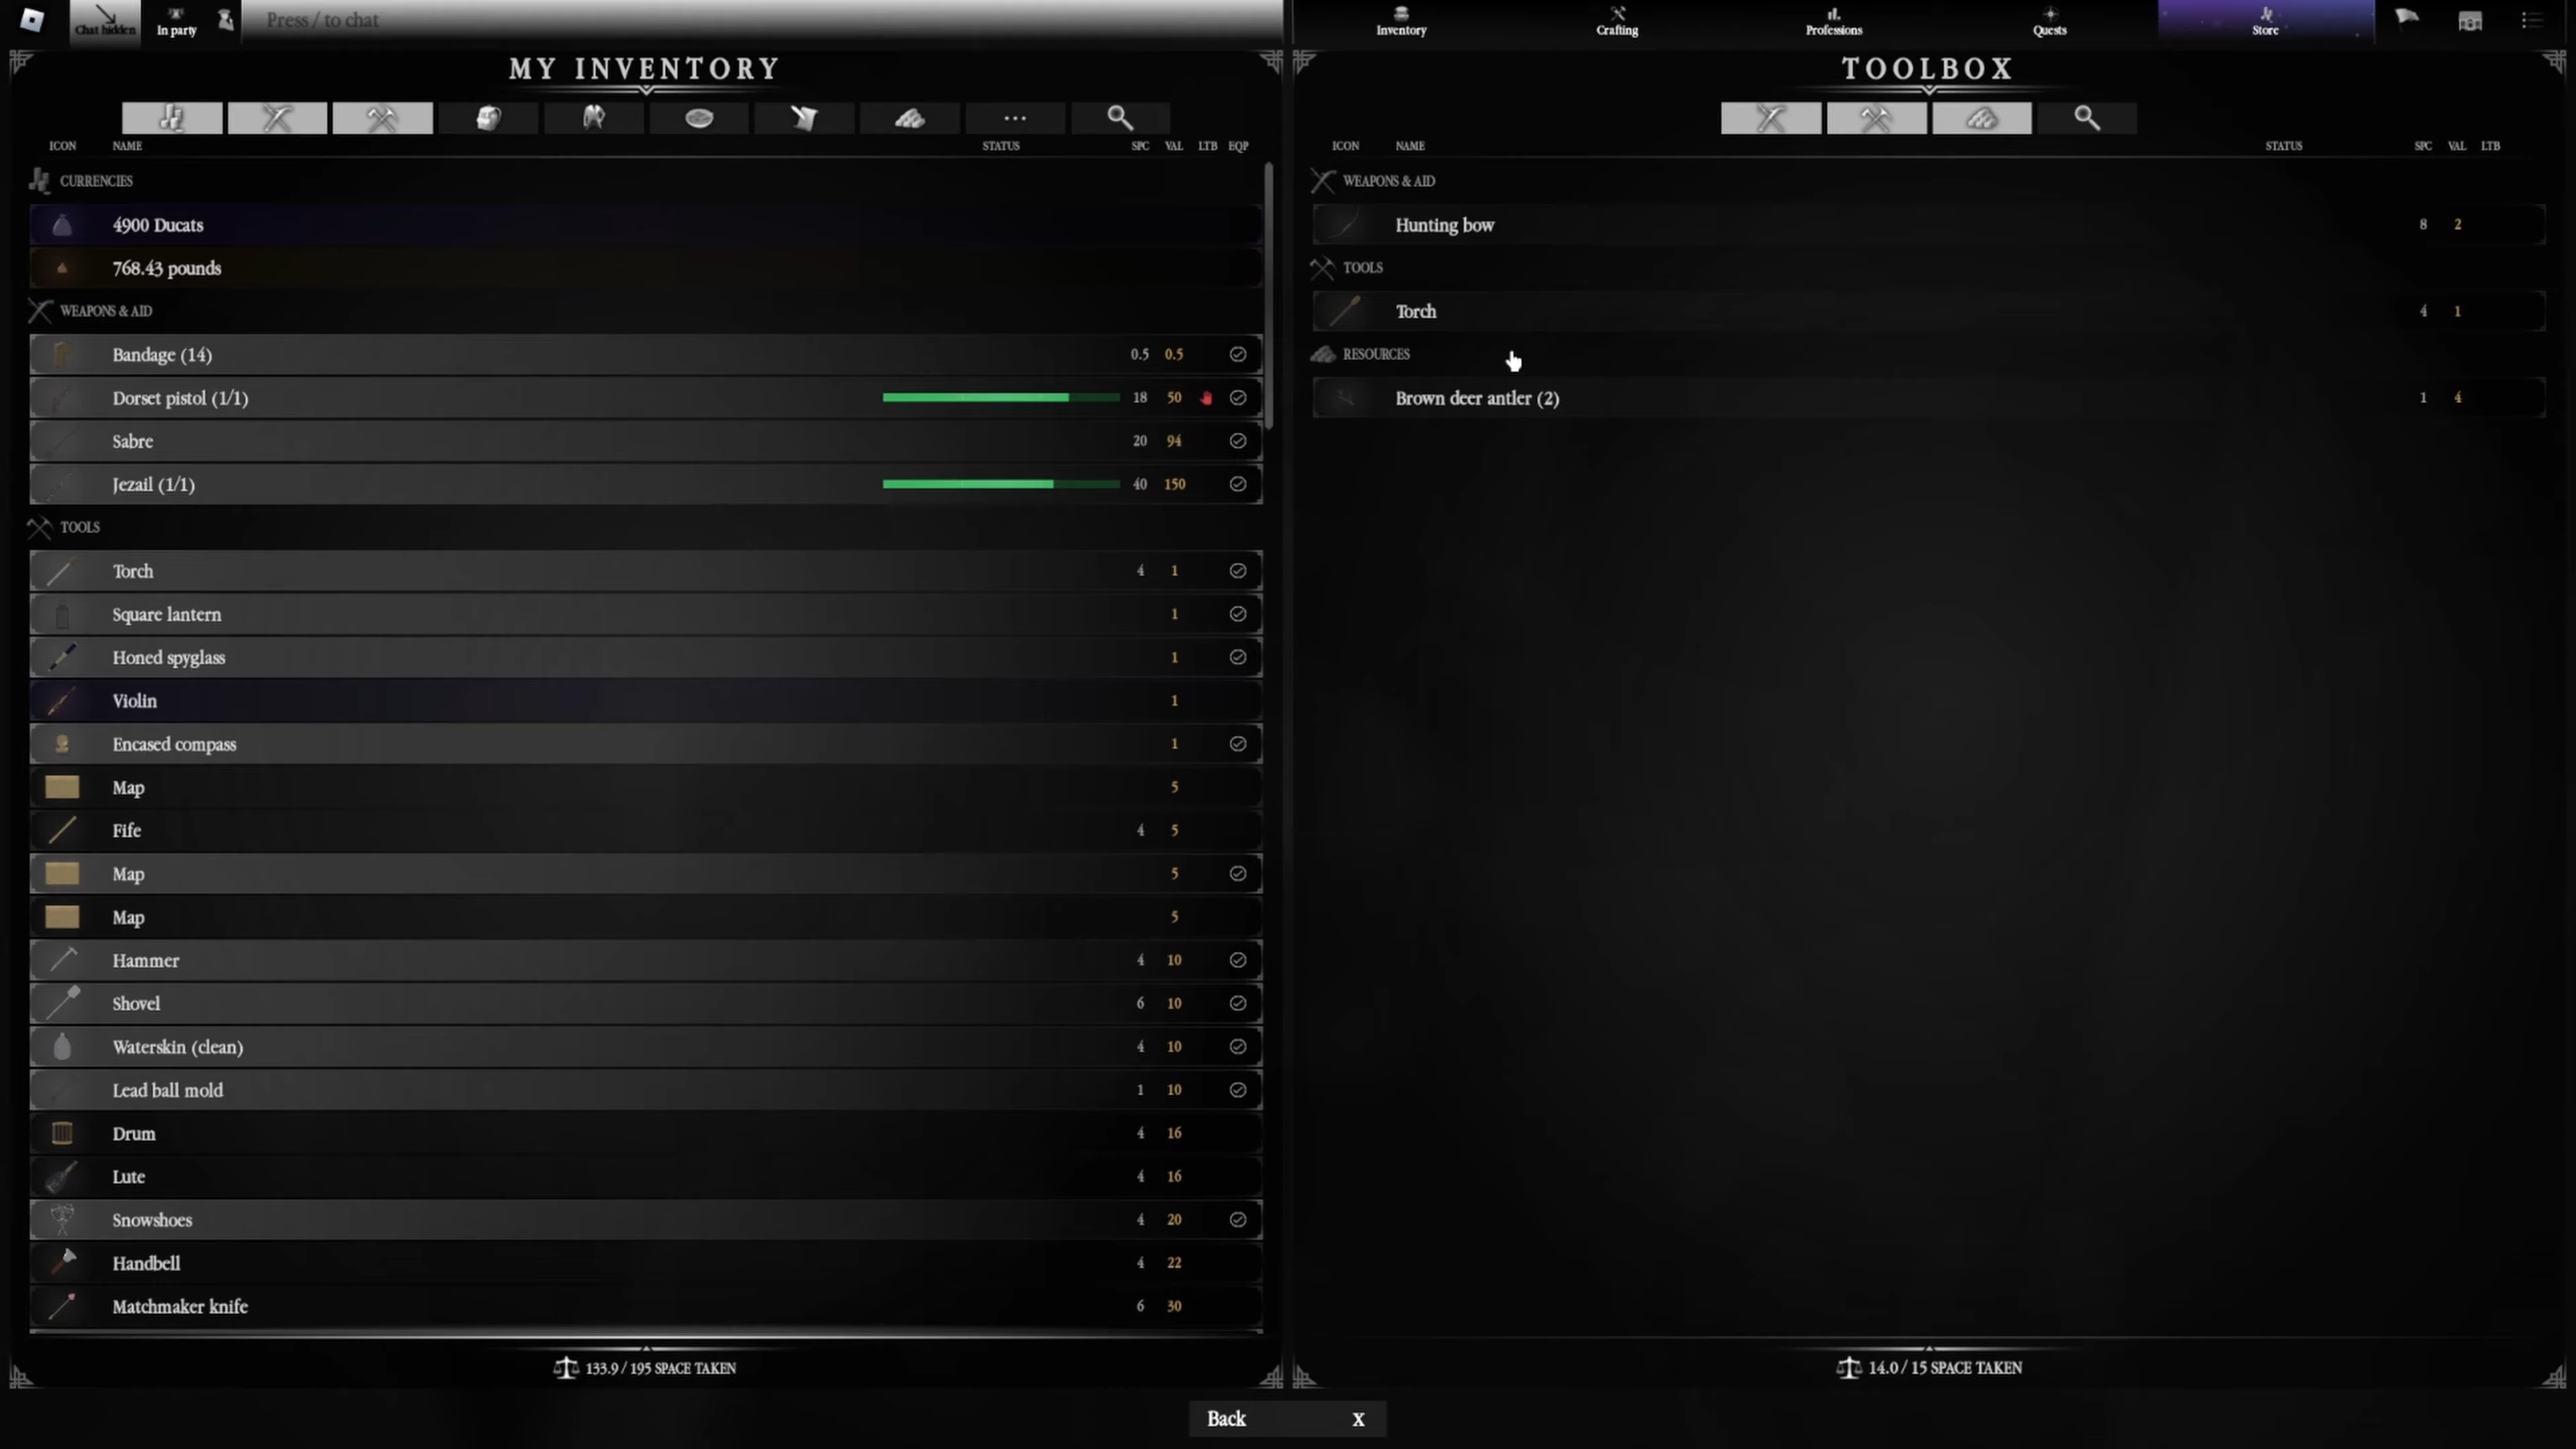 Chat hidden
In party
Press / to chat
Inventory
Crafting
Professions
Quests
Store
MY INVENTORY
ICON NAME STATUS SPC VAL LTB EQP
CURRENCIES
4900 Ducats
768.43 pounds
WEAPONS & AID
Bandage (14) 0.5 0.5
Dorset pistol (1/1) 18 50
Sabre 20 94
Jezail (1/1) 40 150
TOOLS
Torch 4 1
Square lantern 1
Honed spyglass 1
Violin 1
Encased compass 1
Map 5
Fife 4 5
Map 5
Map 5
Hammer 4 10
Shovel 6 10
Waterskin (clean) 4 10
Lead ball mold 1 10
Drum 4 16
Lute 4 16
Snowshoes 4 20
Handbell 4 22
Matchmaker knife 6 30
133.9 / 195 SPACE TAKEN
TOOLBOX
ICON NAME STATUS SPC VAL LTB
WEAPONS & AID
Hunting bow 8 2
TOOLS
Torch 4 1
RESOURCES
Brown deer antler (2) 1 4
14.0 / 15 SPACE TAKEN
Back X